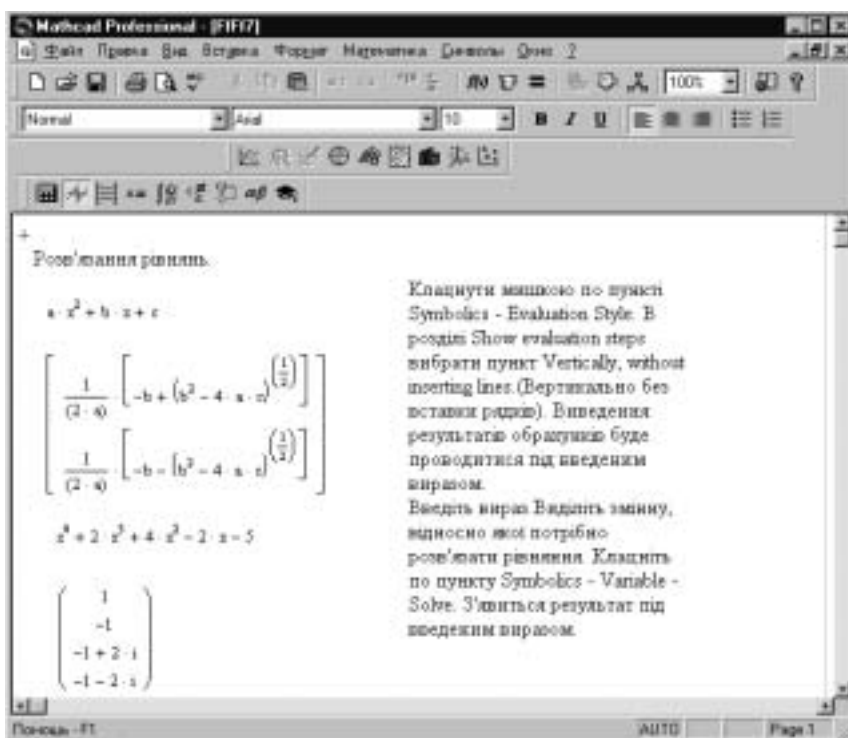 Mathcad Professional - [FIFI7]
Файл Правка Вид Вставка Формат Математика Символы Окно ?
100%
Normal Arial 10 B I U
αβ
Розв'язання рівнянь.
a · x² + b · x + c
[ 1/(2 · a) · [ -b + (b² - 4 · a · c)^(1/2) ] ]
[ 1/(2 · a) · [ -b - (b² - 4 · a · c)^(1/2) ] ]
x⁴ + 2 · x³ + 4 · x² - 2 · x - 5
1
-1
-1 + 2 · i
-1 - 2 · i
Клацнути мишкою по пункті
Symbolics - Evaluation Style. В
розділі Show evaluation steps
вибрати пункт Vertically, without
inserting lines.(Вертикально без
вставки рядків). Виведення
результатів обрахунків буде
проводитися під введеним
виразом.
Введіть вираз Виділіть змінну,
відносно якої потрібно
розв'язати рівняння. Клацніть
по пункту Symbolics - Variable -
Solve. З'явиться результат під
введеним виразом.
Помощь - F1 AUTO Page 1